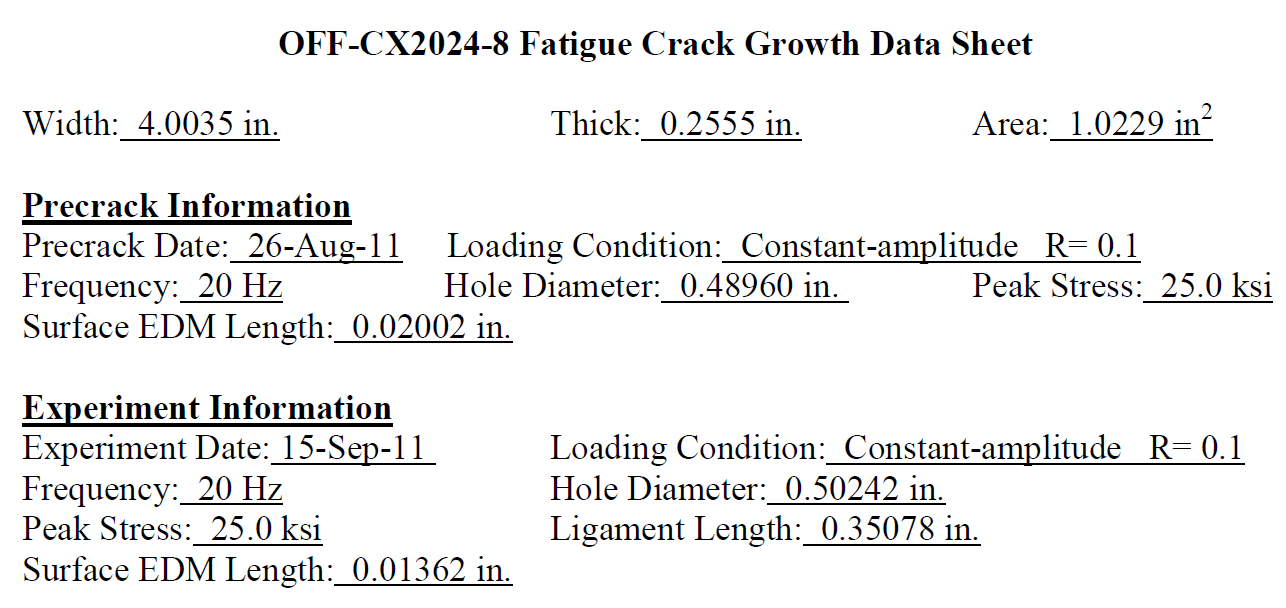 OFF-CX2024-8 Fatigue Crack Growth Data Sheet
Width: 4.0035 in. Thick: 0.2555 in. Area: 1.0229 in²
Precrack Information
Precrack Date: 26-Aug-11 Loading Condition: Constant-amplitude R= 0.1
Frequency: 20 Hz Hole Diameter: 0.48960 in. Peak Stress: 25.0 ksi
Surface EDM Length: 0.02002 in.
Experiment Information
Experiment Date: 15-Sep-11 Loading Condition: Constant-amplitude R= 0.1
Frequency: 20 Hz Hole Diameter: 0.50242 in.
Peak Stress: 25.0 ksi Ligament Length: 0.35078 in.
Surface EDM Length: 0.01362 in.